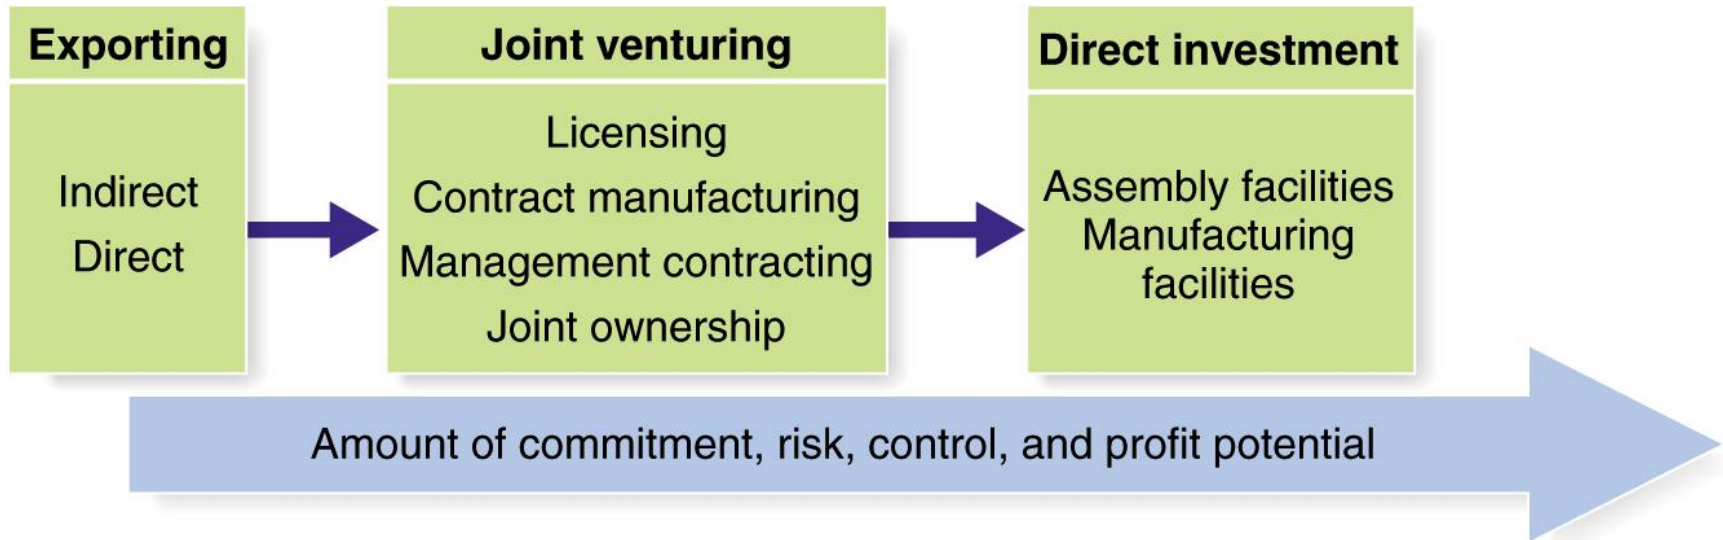 Exporting
Indirect
Direct
Joint venturing
Licensing
Contract manufacturing
Management contracting
Joint ownership
Direct investment
Assembly facilities
Manufacturing
facilities
Amount of commitment, risk, control, and profit potential